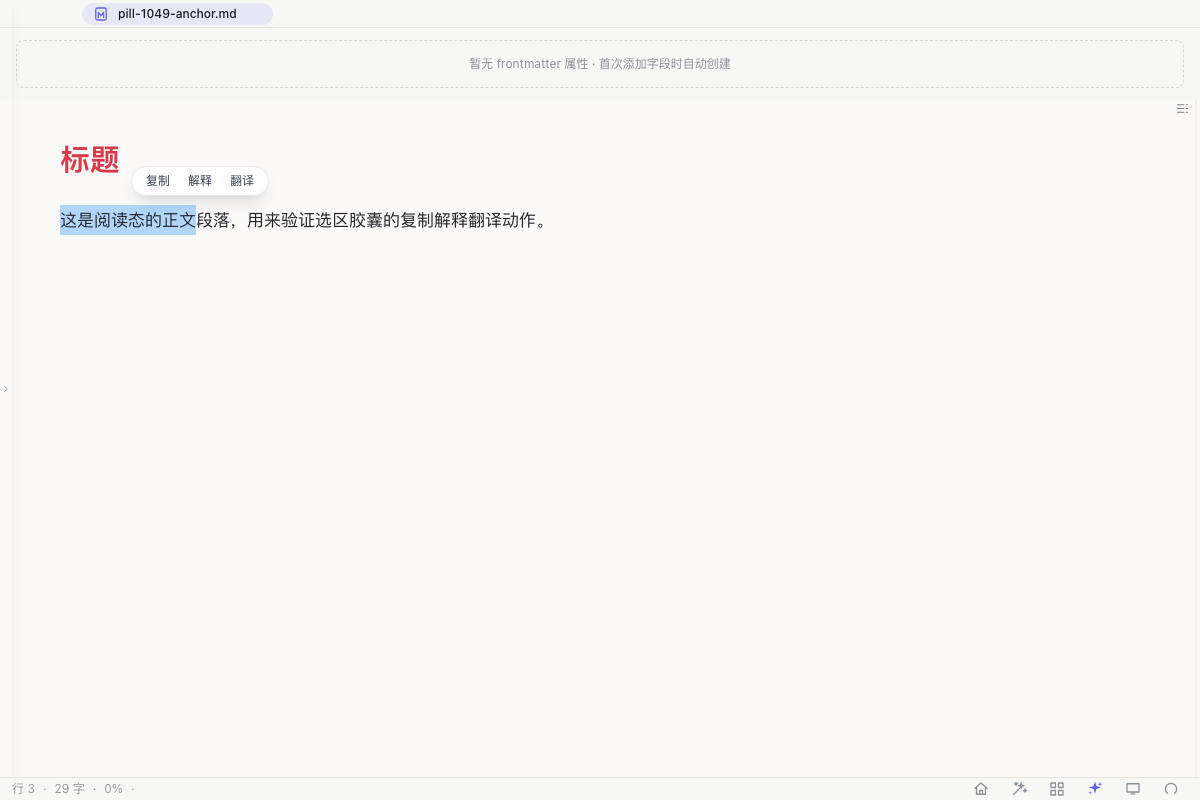 pill-1049-anchor.md
暂无 frontmatter 属性 · 首次添加字段时自动创建
标题
复制 解释 翻译
这是阅读态的正文段落，用来验证选区胶囊的复制解释翻译动作。
行 3 · 29 字 · 0% ·